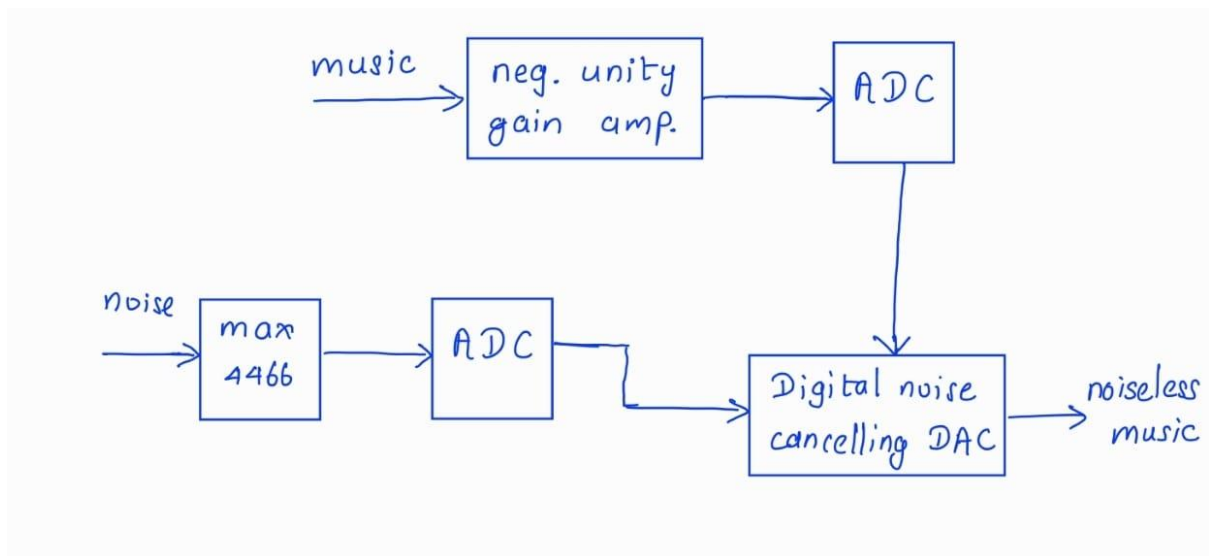 music
neg. unity
gain amp.
ADC
noise
max
4466
ADC
Digital noise
cancelling DAC
noiseless
music